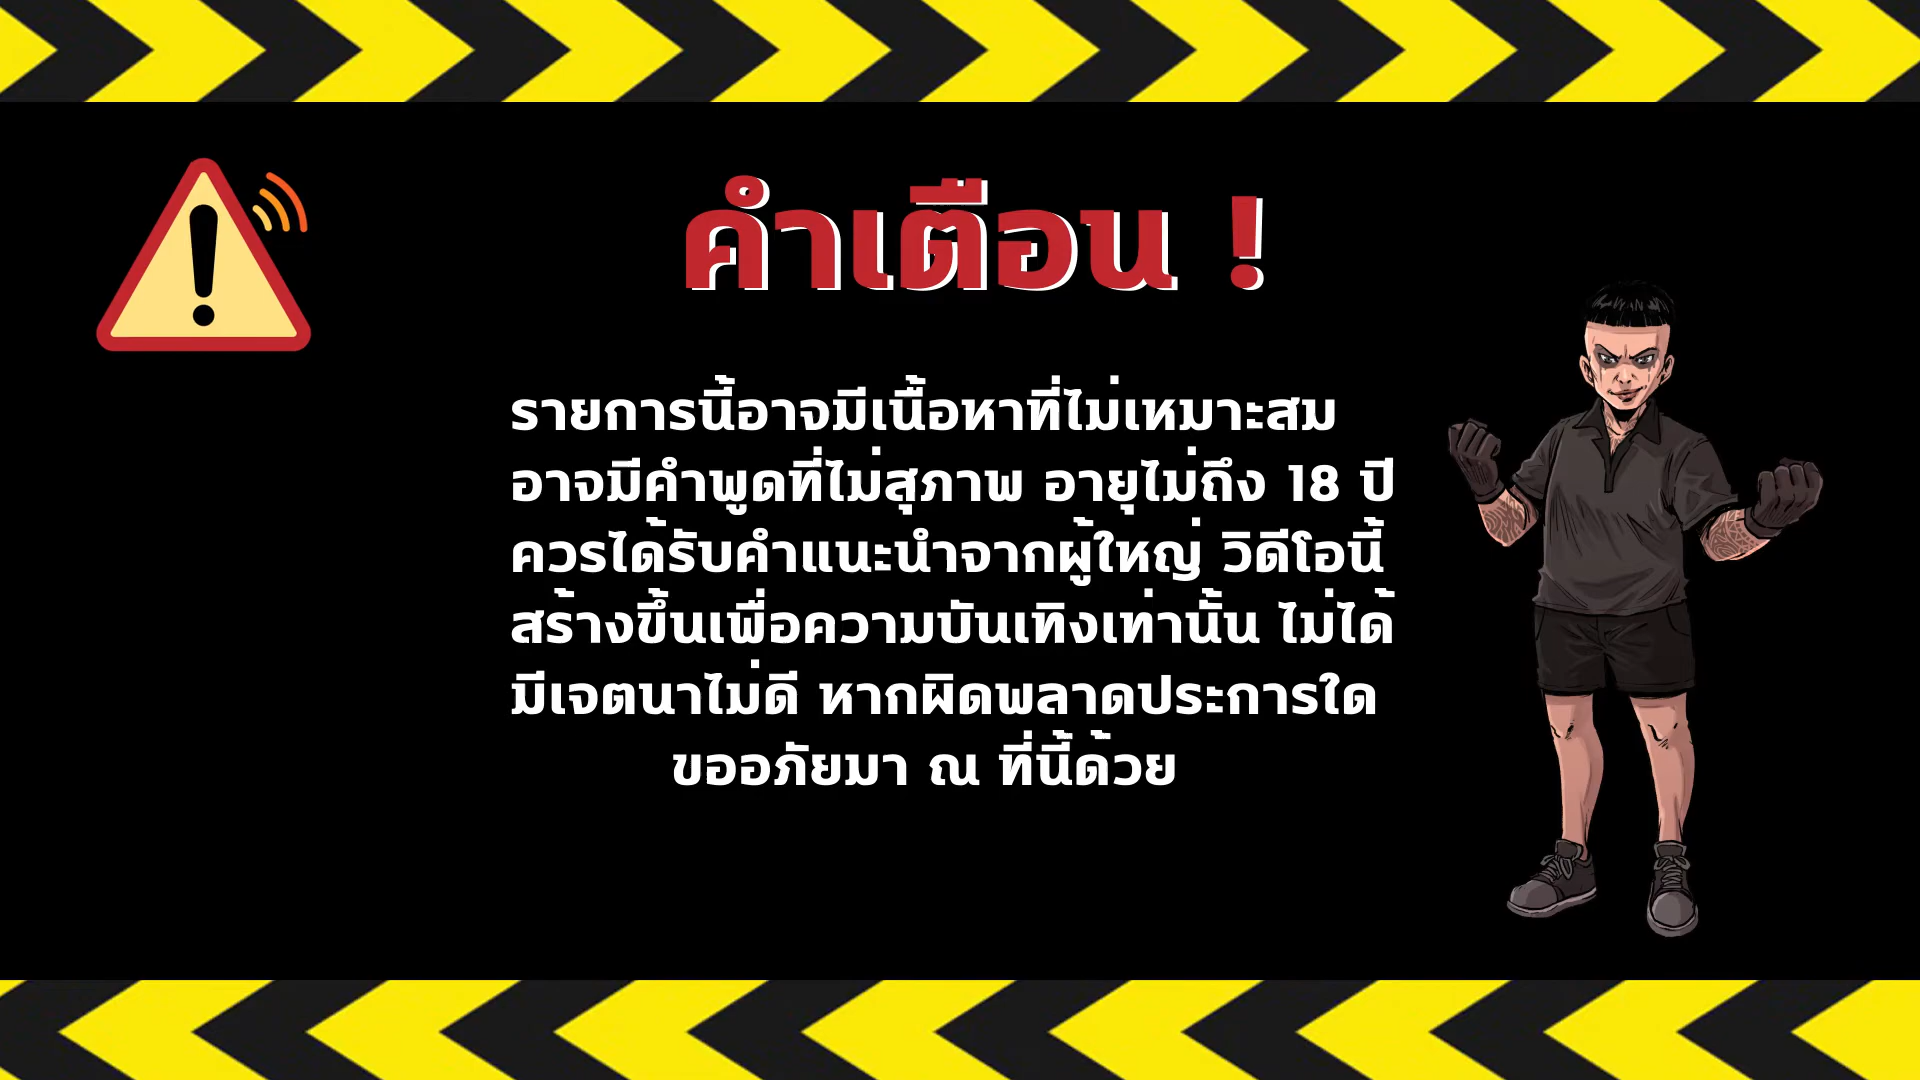 คำเตือน !
รายการนี้อาจมีเนื้อหาที่ไม่เหมาะสม
อาจมีคำพูดที่ไม่สุภาพ อายุไม่ถึง 18 ปี
ควรได้รับคำแนะนำจากผู้ใหญ่ วิดีโอนี้
สร้างขึ้นเพื่อความบันเทิงเท่านั้น ไม่ได้
มีเจตนาไม่ดี หากผิดพลาดประการใด
ขออภัยมา ณ ที่นี้ด้วย